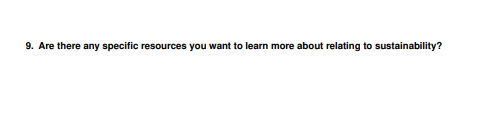 9. Are there any specific resources you want to learn more about relating to sustainability?